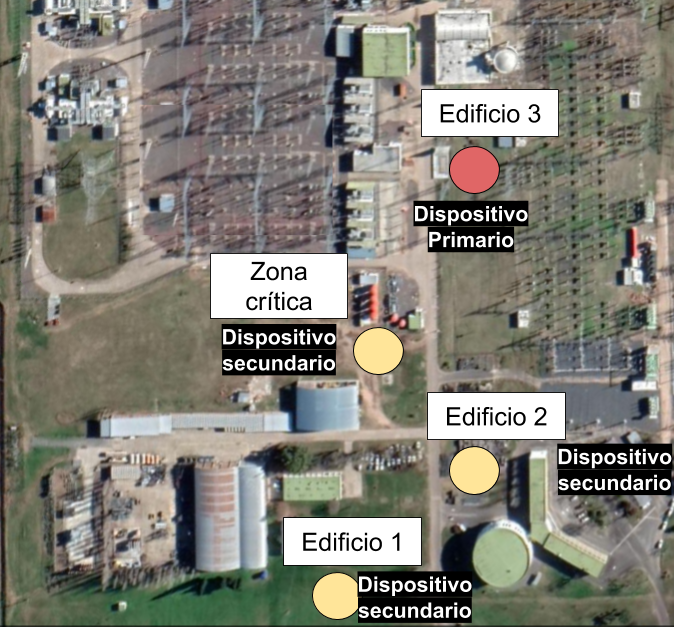 Edificio 3
Dispositivo
Primario
Zona
crítica
Dispositivo
secundario
Edificio 2
Dispositivo
secundario
Edificio 1
Dispositivo
secundario